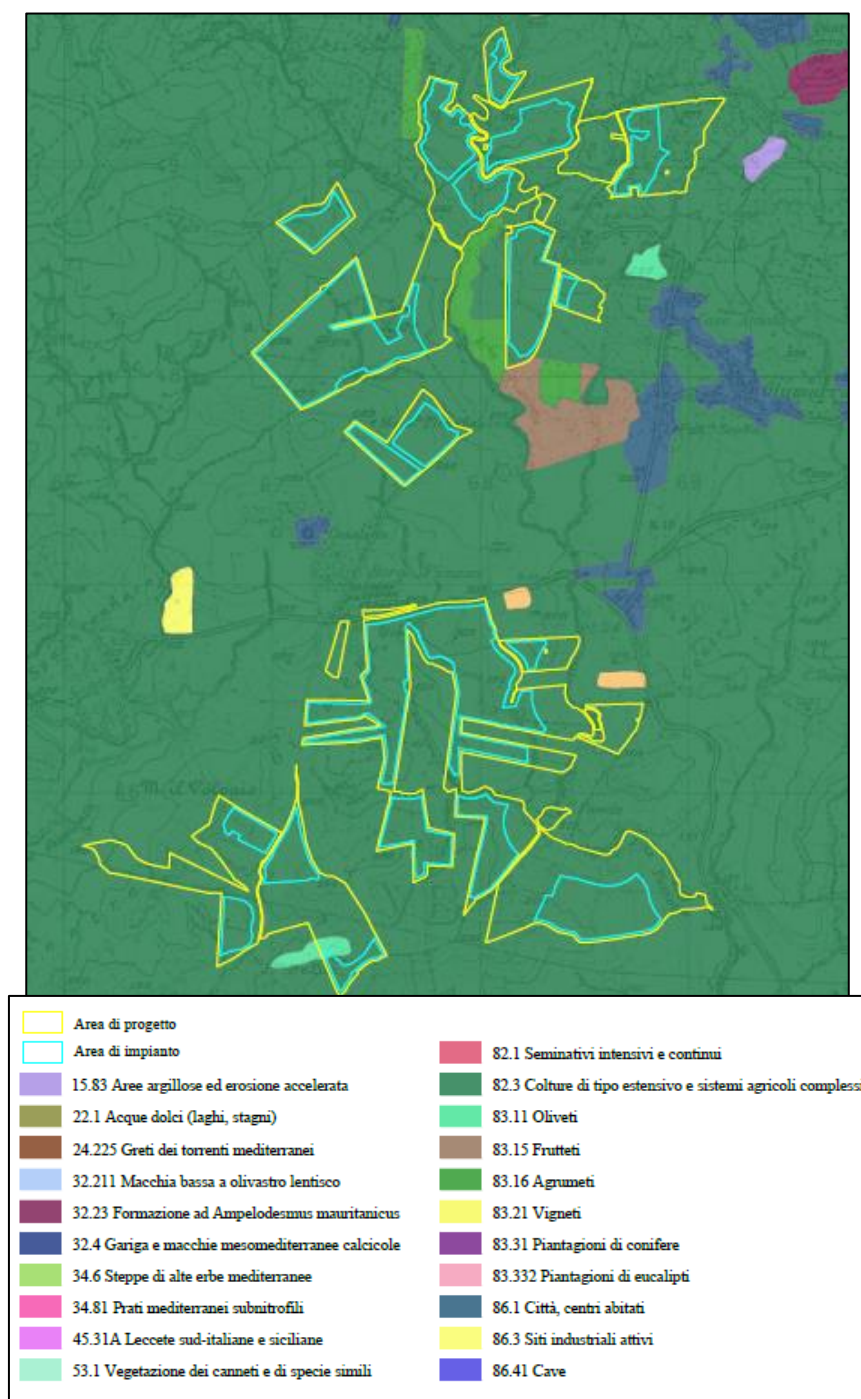 Area di progetto
Area di impianto
15.83 Aree argillose ed erosione accelerata
22.1 Acque dolci (laghi, stagni)
24.225 Greti dei torrenti mediterranei
32.211 Macchia bassa a olivastro lentisco
32.23 Formazione ad Ampelodesmus mauritanicus
32.4 Gariga e macchie mesomediterranee calcicole
34.6 Steppe di alte erbe mediterranee
34.81 Prati mediterranei subnitrofili
45.31A Leccete sud-italiane e siciliane
53.1 Vegetazione dei canneti e di specie simili
82.1 Seminativi intensivi e continui
82.3 Colture di tipo estensivo e sistemi agricoli complessi
83.11 Oliveti
83.15 Frutteti
83.16 Agrumeti
83.21 Vigneti
83.31 Piantagioni di conifere
83.332 Piantagioni di eucalipti
86.1 Città, centri abitati
86.3 Siti industriali attivi
86.41 Cave